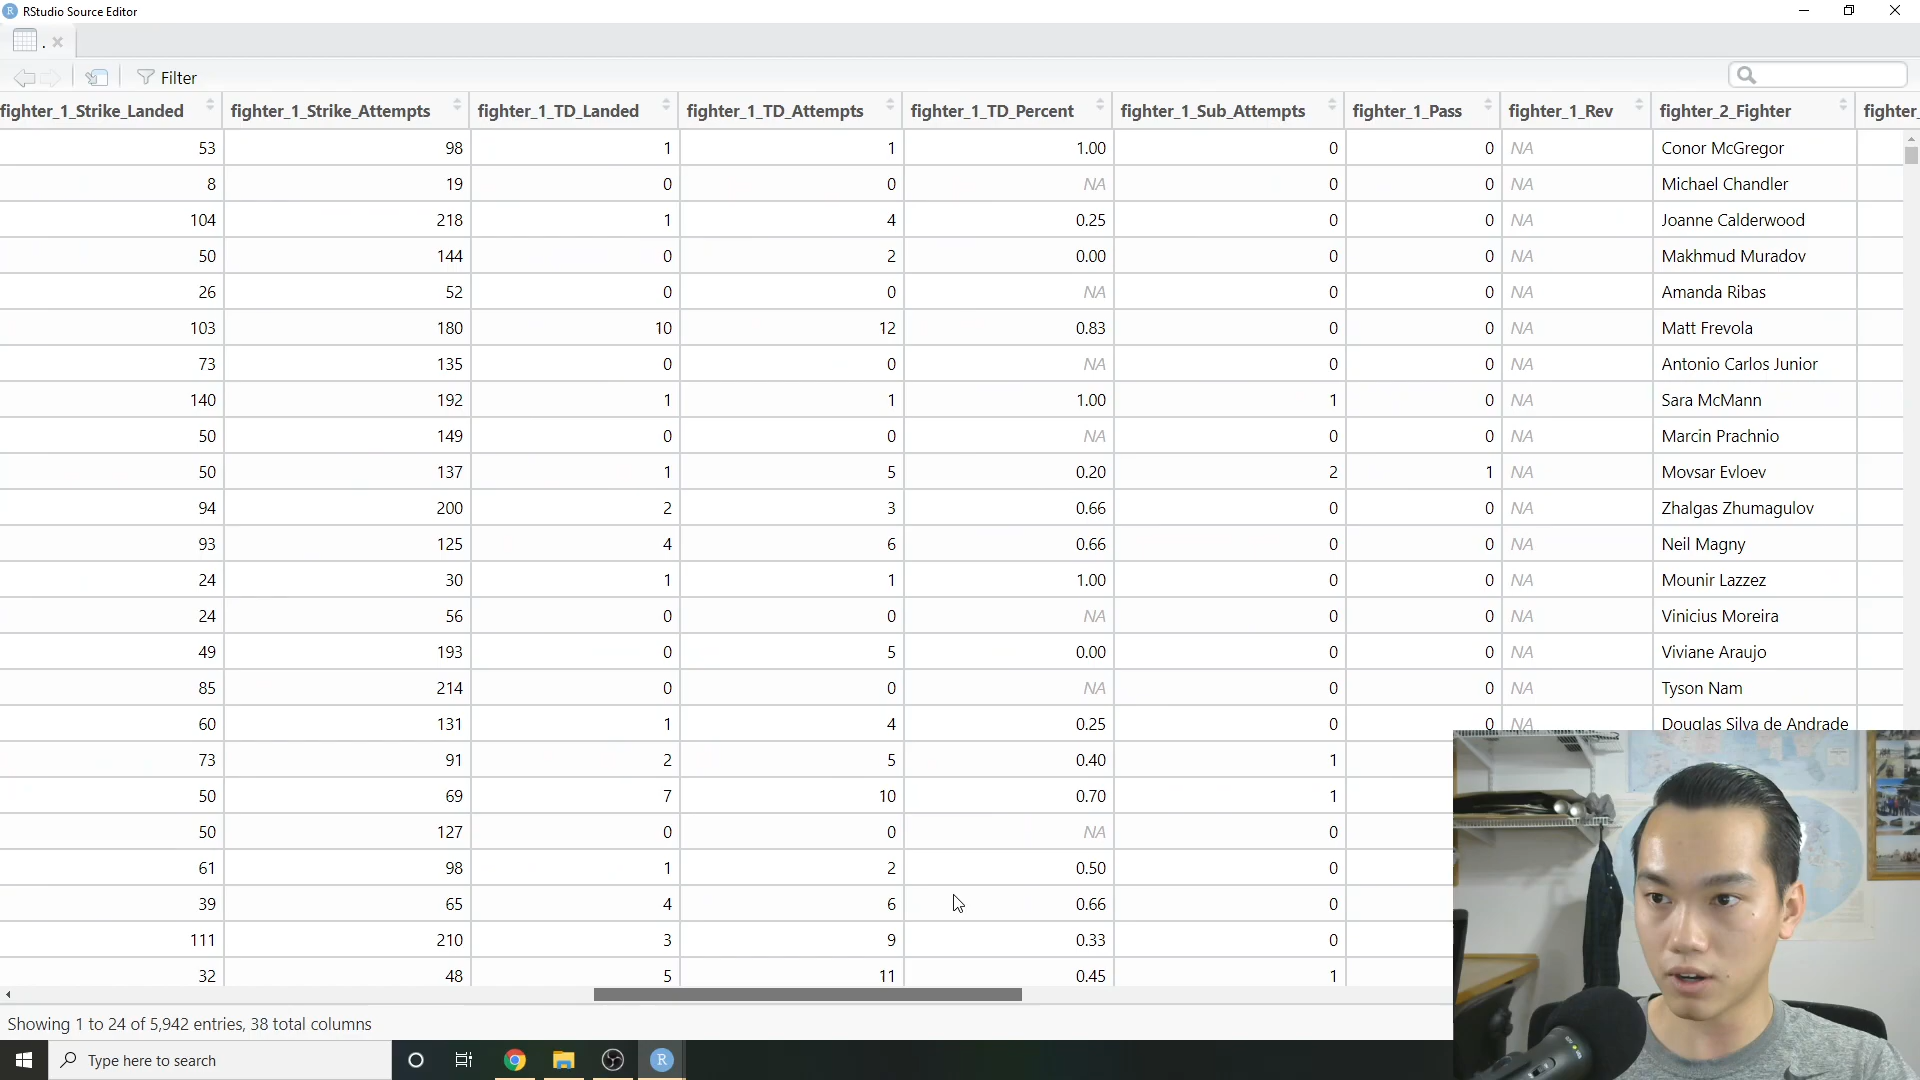 RStudio Source Editor
.
Filter
fighter_1_Strike_Landed fighter_1_Strike_Attempts fighter_1_TD_Landed fighter_1_TD_Attempts fighter_1_TD_Percent fighter_1_Sub_Attempts fighter_1_Pass fighter_1_Rev fighter_2_Fighter fighter_
53 98 1 1 1.00 0 0 NA Conor McGregor
8 19 0 0 NA 0 0 NA Michael Chandler
104 218 1 4 0.25 0 0 NA Joanne Calderwood
50 144 0 2 0.00 0 0 NA Makhmud Muradov
26 52 0 0 NA 0 0 NA Amanda Ribas
103 180 10 12 0.83 0 0 NA Matt Frevola
73 135 0 0 NA 0 0 NA Antonio Carlos Junior
140 192 1 1 1.00 1 0 NA Sara McMann
50 149 0 0 NA 0 0 NA Marcin Prachnio
50 137 1 5 0.20 2 1 NA Movsar Evloev
94 200 2 3 0.66 0 0 NA Zhalgas Zhumagulov
93 125 4 6 0.66 0 0 NA Neil Magny
24 30 1 1 1.00 0 0 NA Mounir Lazzez
24 56 0 0 NA 0 0 NA Vinicius Moreira
49 193 0 5 0.00 0 0 NA Viviane Araujo
85 214 0 0 NA 0 0 NA Tyson Nam
60 131 1 4 0.25 0 0 NA Douglas Silva de Andrade
73 91 2 5 0.40 1
50 69 7 10 0.70 1
50 127 0 0 NA 0
61 98 1 2 0.50 0
39 65 4 6 0.66 0
111 210 3 9 0.33 0
32 48 5 11 0.45 1
Showing 1 to 24 of 5,942 entries, 38 total columns
Type here to search